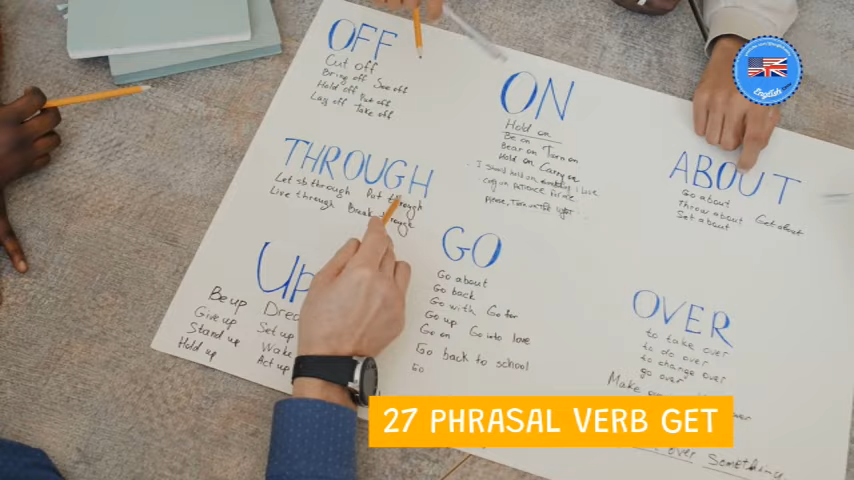 OFF
Cut off
Bring off See off
Hold off Put off
Lay off Take off
ON
Hold on
Be on Turn on
Bear on
Hold on Carry on
THROUGH
Let sb through Put through
Live through Break through
ABOUT
Go about
Throw about Get about
Set about
UP
Be up
Give up Set up
Stand up Wake
Hold up Act up
GO
Go about
Go back
Go with Go for
Go up Go into love
Go on
Go back to school
Go
OVER
to take over
to do over
to change over
go over
Make
over Something
English
27 PHRASAL VERB GET